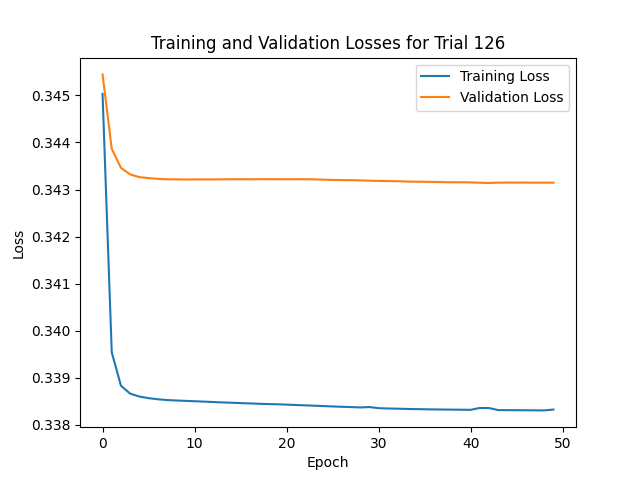 Training and Validation Losses for Trial 126
Training Loss
Validation Loss
0.345
0.344
0.343
0.342
0.341
0.340
0.339
0.338
Loss
0 10 20 30 40 50
Epoch